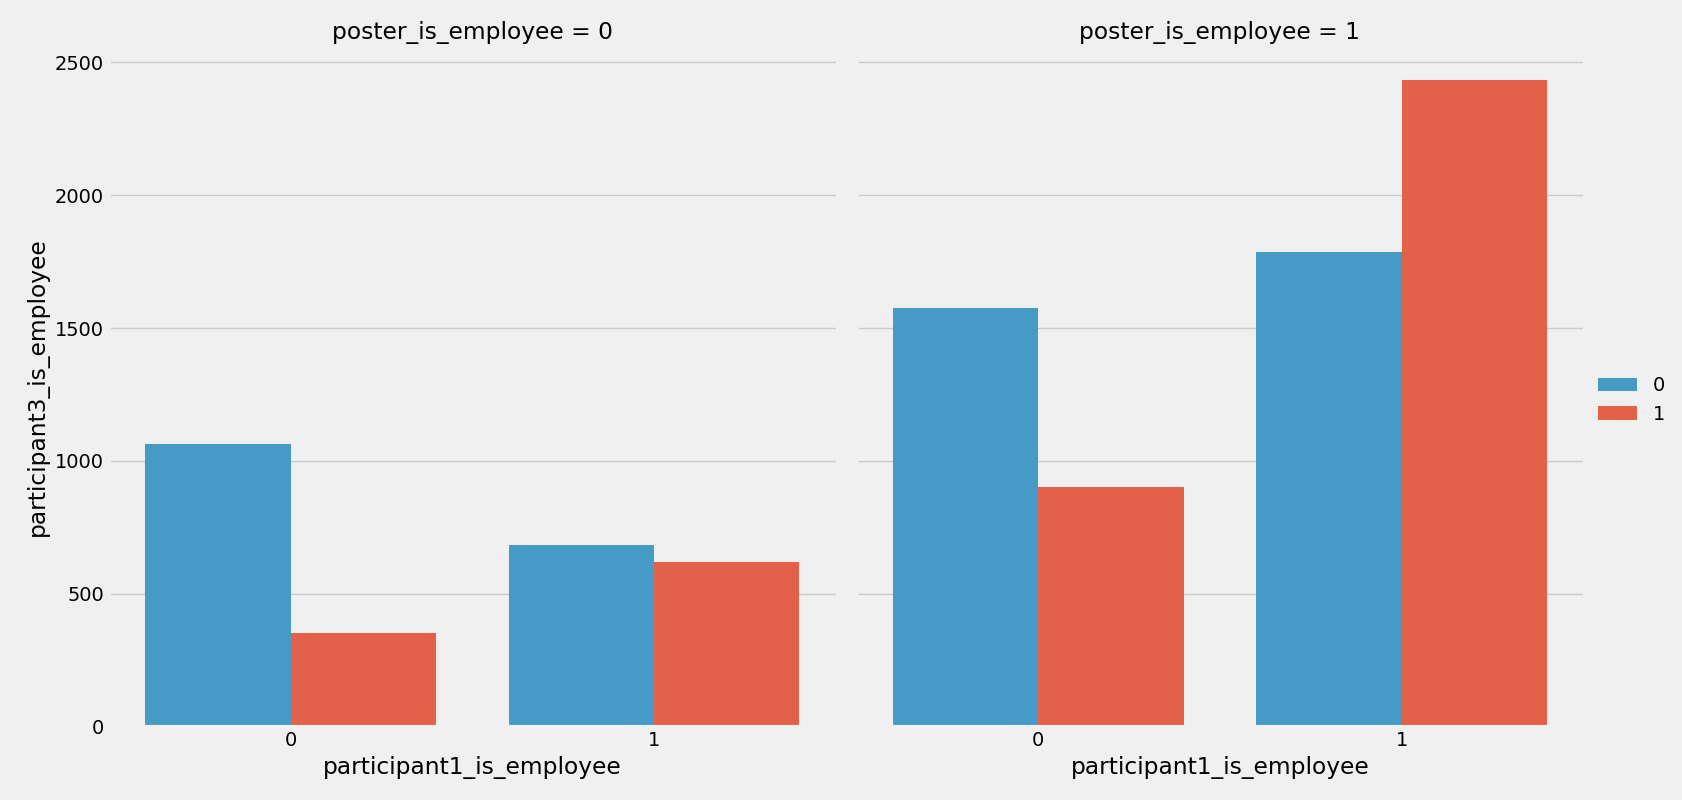 poster_is_employee = 0
poster_is_employee = 1
participant3_is_employee
2500
2000
1500
1000
500
0
0
1
0
1
participant1_is_employee
participant1_is_employee
0
1